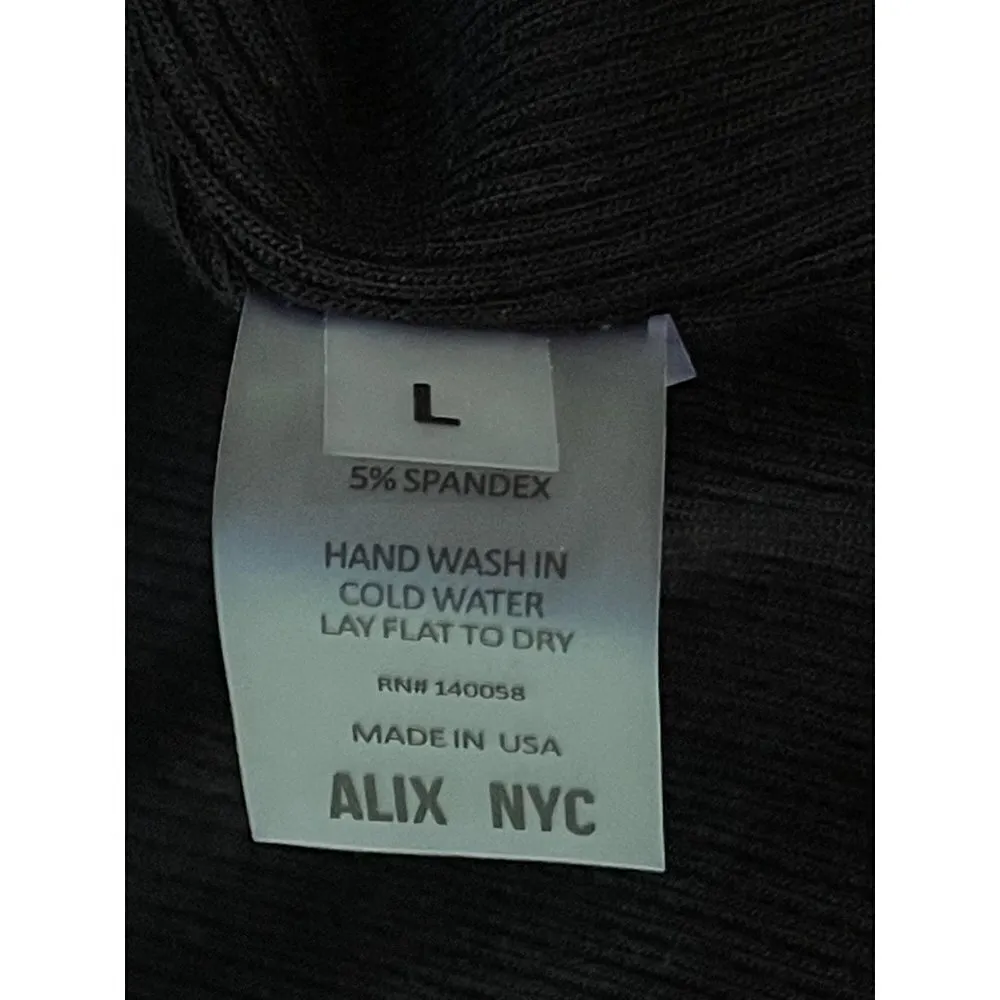 L
5% SPANDEX
HAND WASH IN
COLD WATER
LAY FLAT TO DRY
RN# 140058
MADE IN USA
ALIX NYC